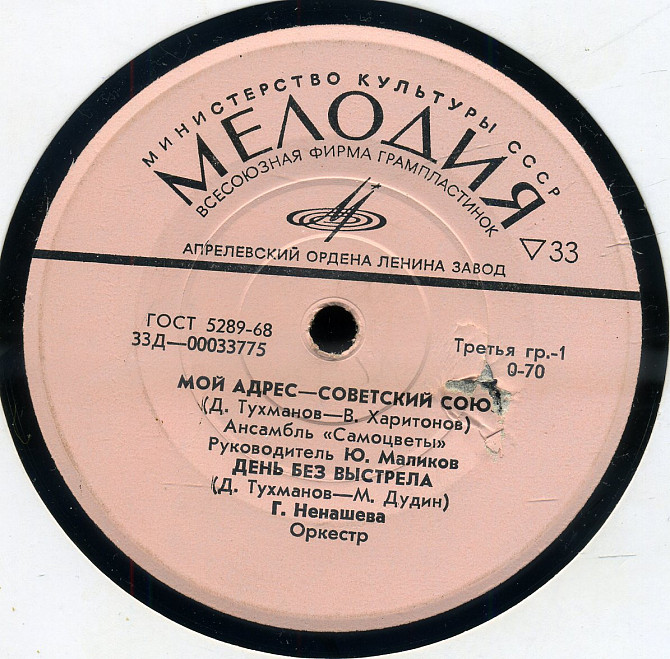 МИНИСТЕРСТВО КУЛЬТУРЫ СССР
МЕЛОДИЯ
ВСЕСОЮЗНАЯ ФИРМА ГРАМПЛАСТИНОК
▽33
АПРЕЛЕВСКИЙ ОРДЕНА ЛЕНИНА ЗАВОД
ГОСТ 5289-68
33Д—00033775
Третья гр.-1
0-70
МОЙ АДРЕС—СОВЕТСКИЙ СОЮ
(Д. Тухманов—В. Харитонов)
Ансамбль «Самоцветы»
Руководитель Ю. Маликов
ДЕНЬ БЕЗ ВЫСТРЕЛА
(Д. Тухманов—М. Дудин)
Г. Ненашева
Оркестр